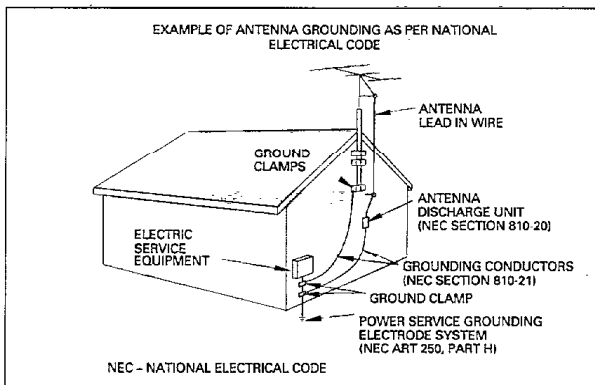 EXAMPLE OF ANTENNA GROUNDING AS PER NATIONAL
ELECTRICAL CODE
ANTENNA
LEAD IN WIRE
GROUND
CLAMPS
ANTENNA
DISCHARGE UNIT
(NEC SECTION 810-20)
ELECTRIC
SERVICE
EQUIPMENT
GROUNDING CONDUCTORS
(NEC SECTION 810-21)
GROUND CLAMP
POWER SERVICE GROUNDING
ELECTRODE SYSTEM
(NEC ART 250, PART H)
NEC – NATIONAL ELECTRICAL CODE